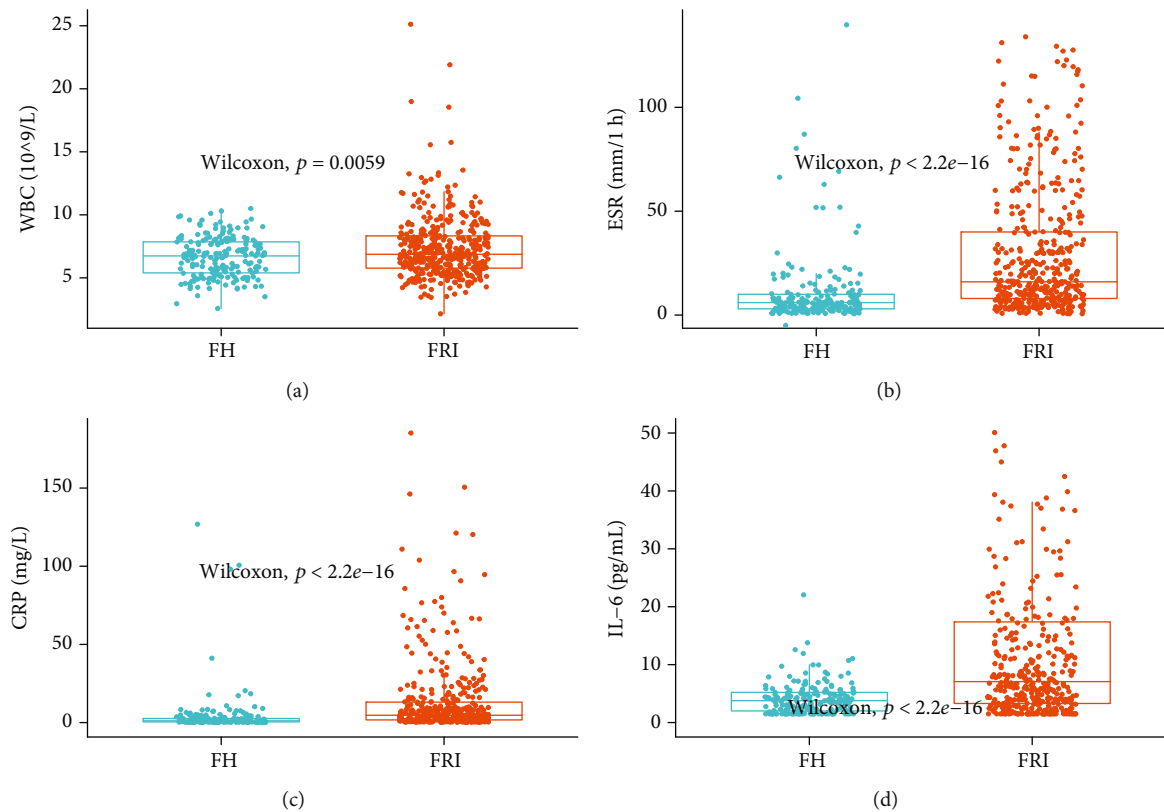 25
20
15
10
5
WBC (10^9/L)
Wilcoxon, p = 0.0059
FH
FRI
(a)
100
50
0
ESR (mm/1 h)
Wilcoxon, p < 2.2e−16
FH
FRI
(b)
150
100
50
0
CRP (mg/L)
Wilcoxon, p < 2.2e−16
FH
FRI
(c)
50
40
30
20
10
0
IL−6 (pg/mL)
Wilcoxon, p < 2.2e−16
FH
FRI
(d)